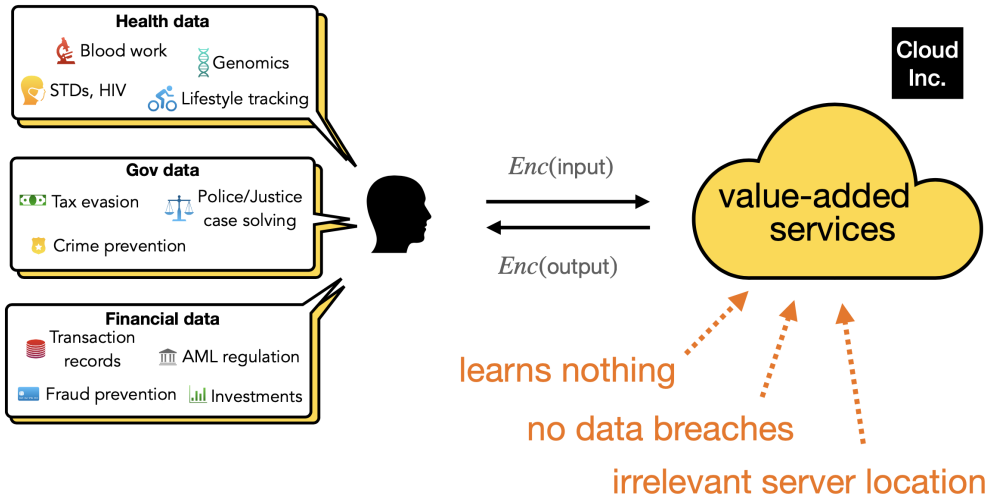 Health data
Blood work
Genomics
STDs, HIV
Lifestyle tracking
Gov data
Tax evasion
Police/Justice
case solving
Crime prevention
Financial data
Transaction
records
AML regulation
Fraud prevention
Investments
Enc(input)
Enc(output)
Cloud
Inc.
value-added
services
learns nothing
no data breaches
irrelevant server location